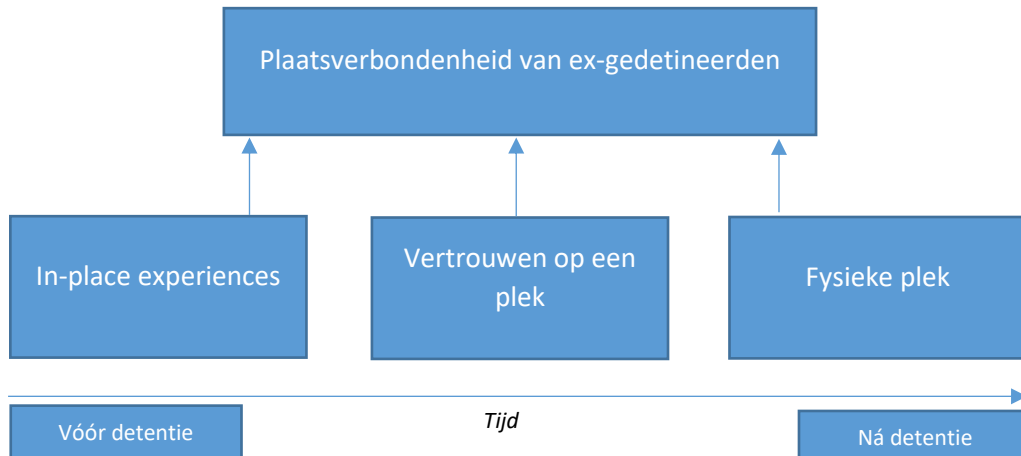 Plaatsverbondenheid van ex-gedetineerden
In-place experiences
Vertrouwen op een
plek
Fysieke plek
Tijd
Vóór detentie
Ná detentie